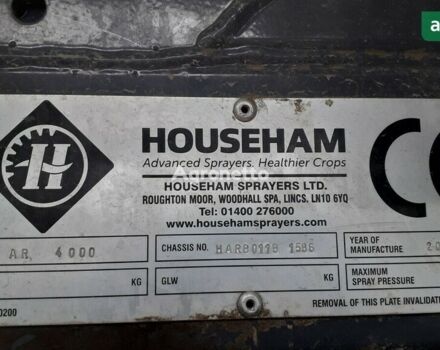 a
H
HOUSEHAM
Advanced Sprayers. Healthier Crops
HOUSEHAM SPRAYERS LTD.
ROUGHTON MOOR, WOODHALL SPA, LINCS. LN10 6YQ
Tel: 01400 276000
www.househamsprayers.com
CE
Agronetto
AR 4000
CHASSIS NO.
YEAR OF
MANUFACTURE 20
KG
GLW
KG
MAXIMUM
SPRAY PRESSURE
0200
REMOVAL OF THIS PLATE INVALIDAT